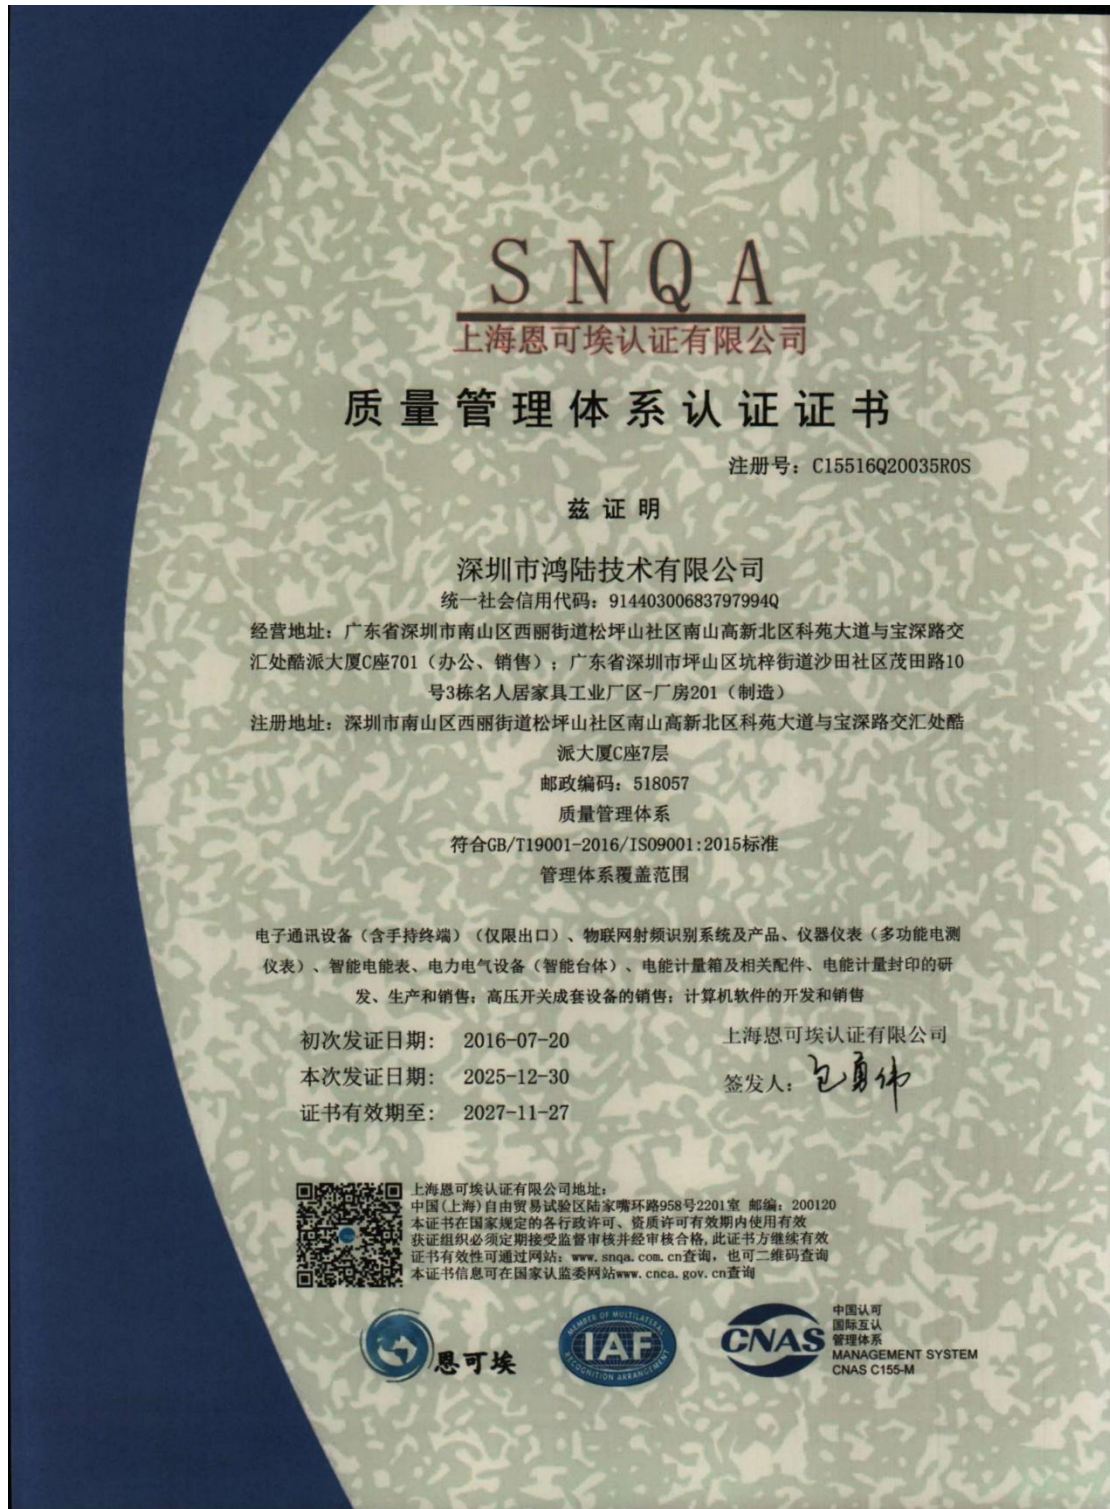 SNQA
上海恩可埃认证有限公司
质量管理体系认证证书
注册号：C15516Q20035R0S
兹证明
深圳市鸿陆技术有限公司
统一社会信用代码：91440300683797994Q
经营地址：广东省深圳市南山区西丽街道松坪山社区南山高新北区科苑大道与宝深路交
汇处酷派大厦C座701（办公、销售）；广东省深圳市坪山区坑梓街道沙田社区茂田路10
号3栋名人居家具工业厂区-厂房201（制造）
注册地址：深圳市南山区西丽街道松坪山社区南山高新北区科苑大道与宝深路交汇处酷
派大厦C座7层
邮政编码：518057
质量管理体系
符合GB/T19001-2016/ISO9001:2015标准
管理体系覆盖范围
电子通讯设备（含手持终端）（仅限出口）、物联网射频识别系统及产品、仪器仪表（多功能电测
仪表）、智能电能表、电力电气设备（智能台体）、电能计量箱及相关配件、电能计量封印的研
发、生产和销售；高压开关成套设备的销售；计算机软件的开发和销售
初次发证日期： 2016-07-20
本次发证日期： 2025-12-30
证书有效期至： 2027-11-27
上海恩可埃认证有限公司
签发人：包勇伟
上海恩可埃认证有限公司地址：
中国(上海)自由贸易试验区陆家嘴环路958号2201室 邮编：200120
本证书在国家规定的各行政许可、资质许可有效期内使用有效
获证组织必须定期接受监督审核并经审核合格,此证书方继续有效
证书有效性可通过网站：www.snqa.com.cn查询，也可二维码查询
本证书信息可在国家认监委网站www.cnca.gov.cn查询
恩可埃
MEMBER OF MULTILATERAL
IAF
RECOGNITION ARRANGEMENT
CNAS
中国认可
国际互认
管理体系
MANAGEMENT SYSTEM
CNAS C155-M